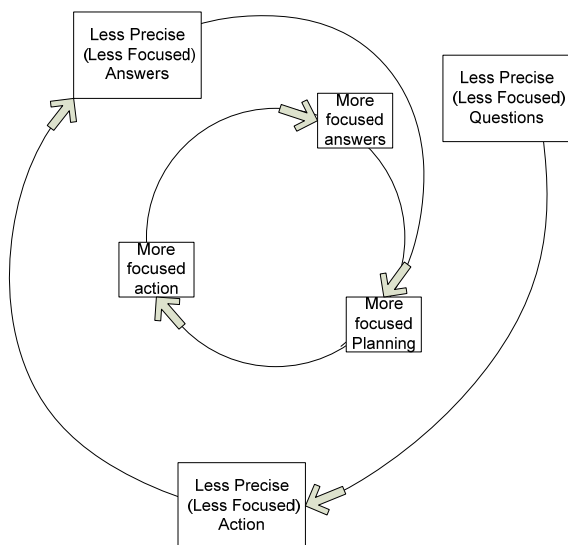 Less Precise
(Less Focused)
Answers
Less Precise
(Less Focused)
Questions
More
focused
answers
More
focused
action
More
focused
Planning
Less Precise
(Less Focused)
Action